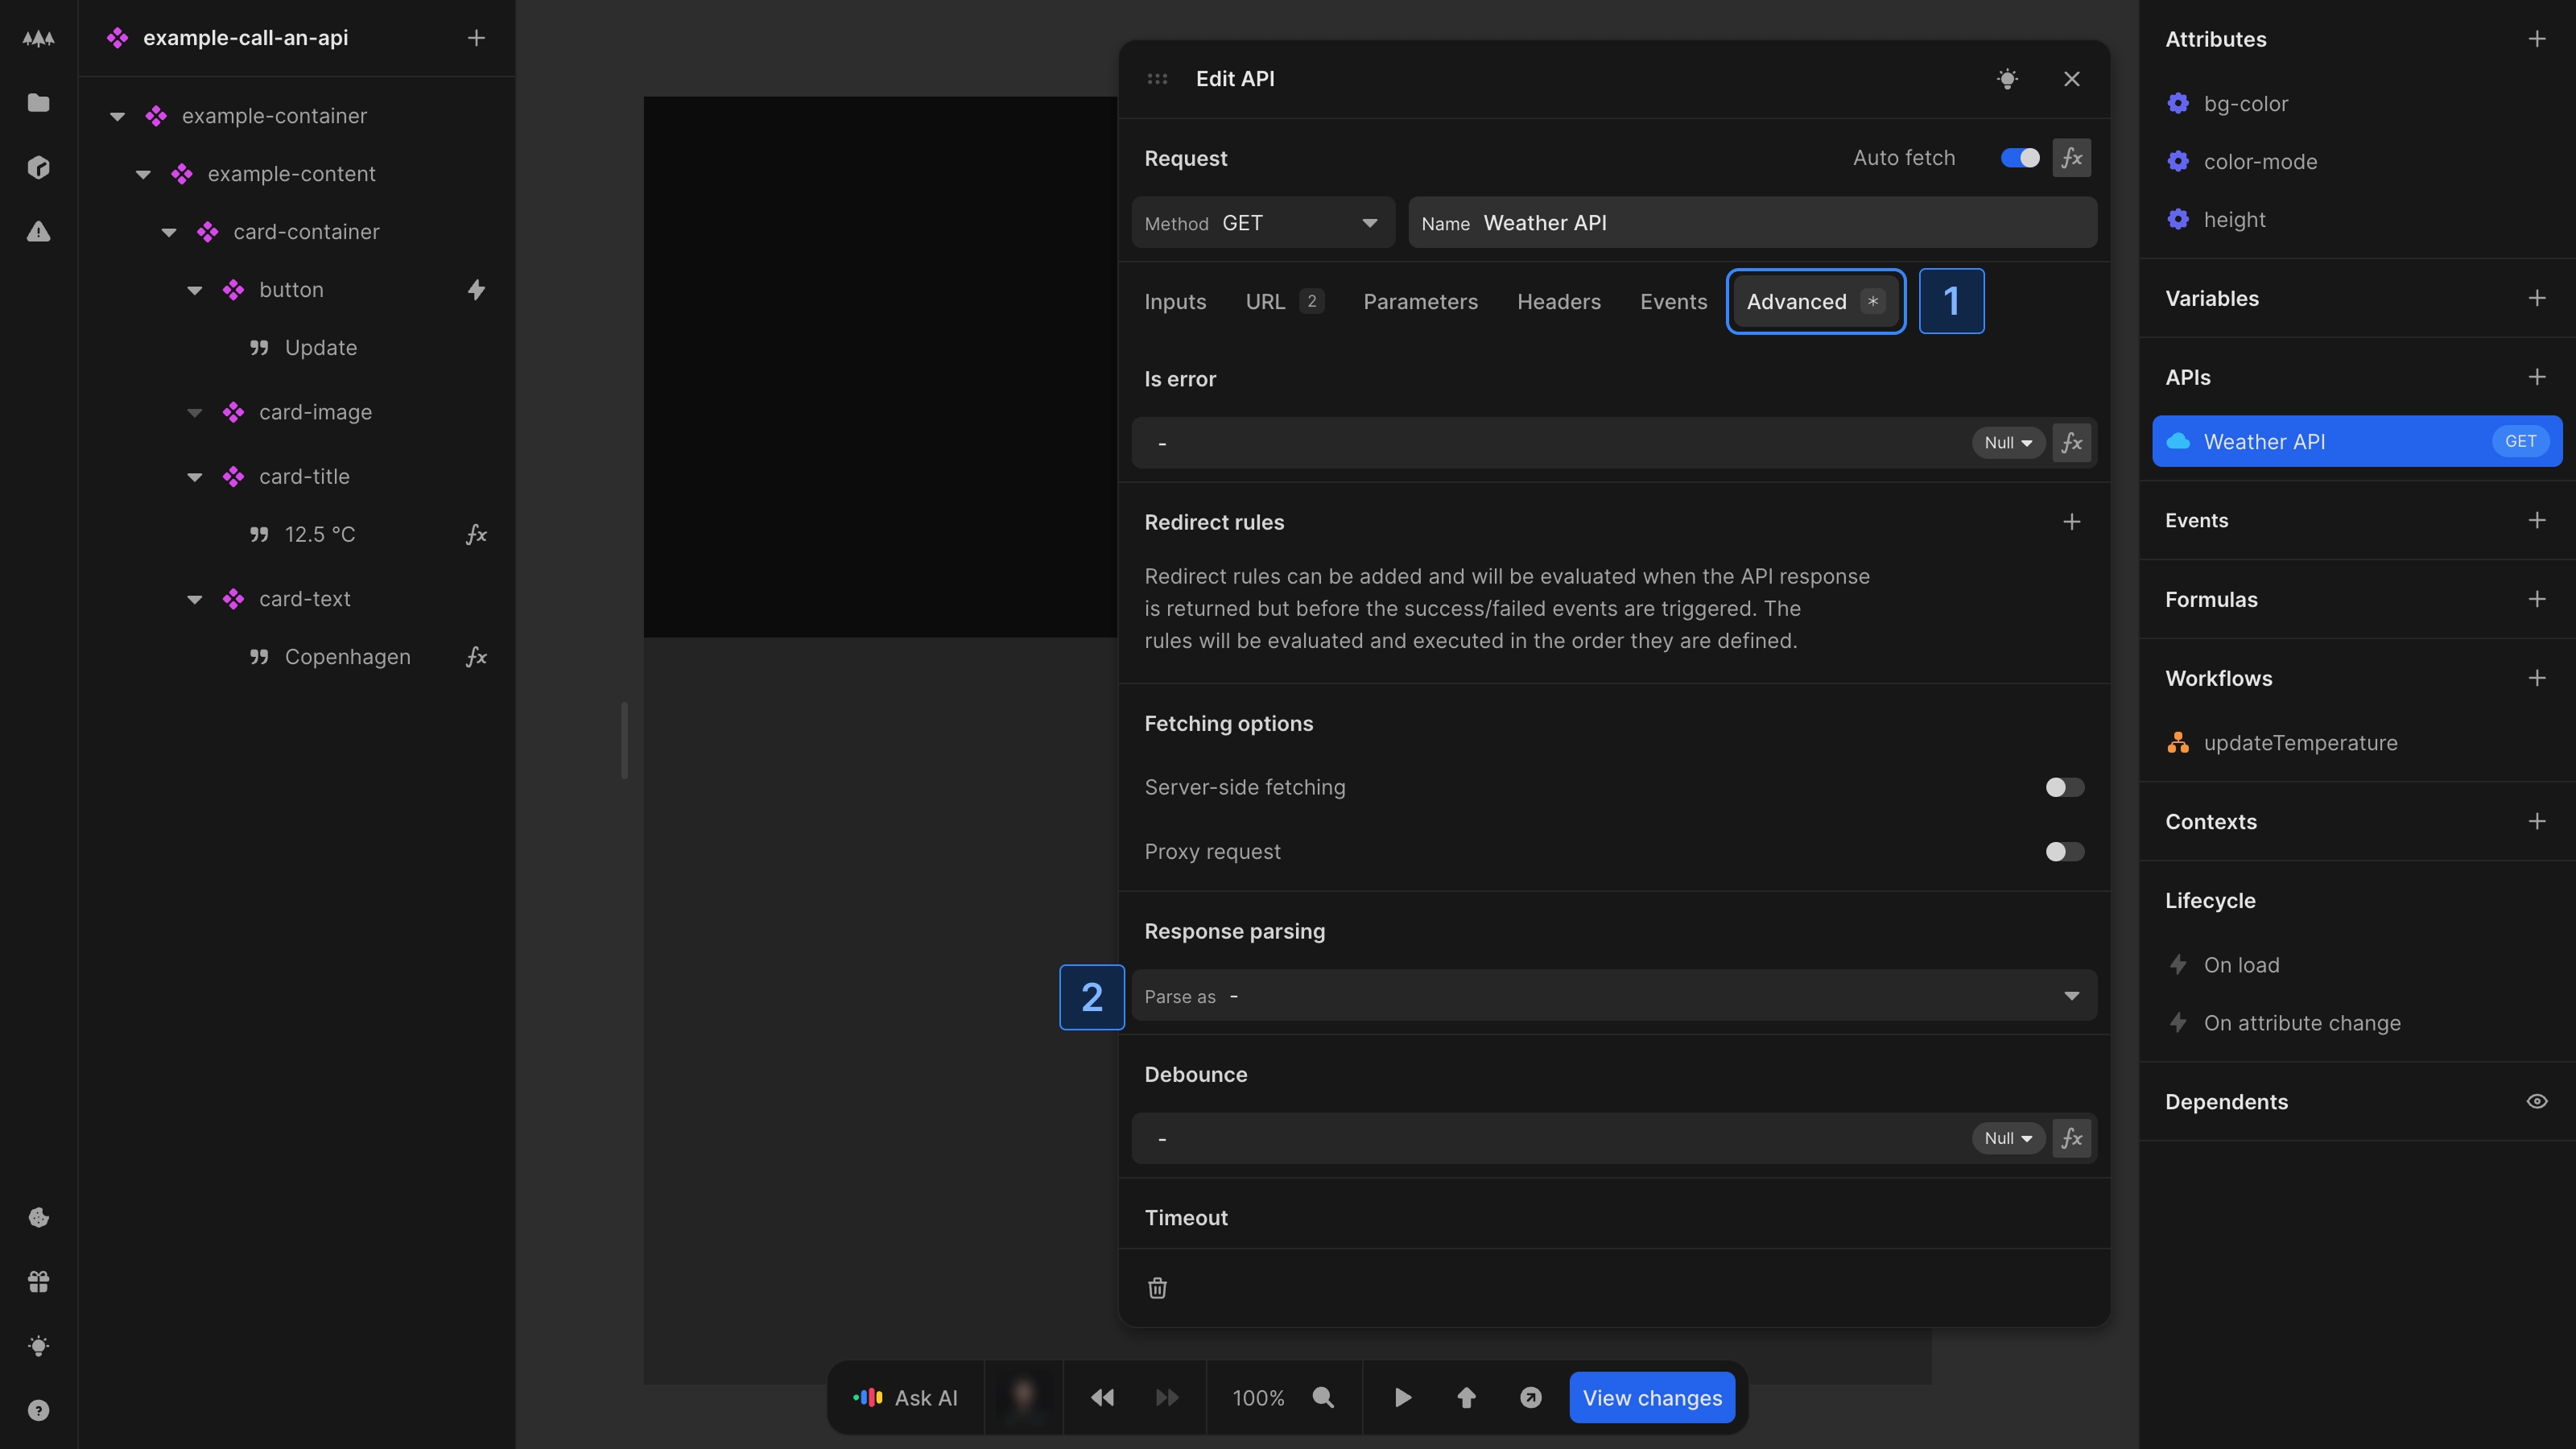 example-call-an-api
example-container
example-content
card-container
button
Update
card-image
card-title
12.5 °C
fx
card-text
Copenhagen
fx
Edit API
Request
Auto fetch
fx
Method GET
Name Weather API
Inputs
URL 2
Parameters
Headers
Events
Advanced *
1
Is error
-
Null
fx
Redirect rules
Redirect rules can be added and will be evaluated when the API response
is returned but before the success/failed events are triggered. The
rules will be evaluated and executed in the order they are defined.
Fetching options
Server-side fetching
Proxy request
Response parsing
2
Parse as -
Debounce
-
Null
fx
Timeout
Ask AI
100%
View changes
Attributes
bg-color
color-mode
height
Variables
APIs
Weather API
GET
Events
Formulas
Workflows
updateTemperature
Contexts
Lifecycle
On load
On attribute change
Dependents